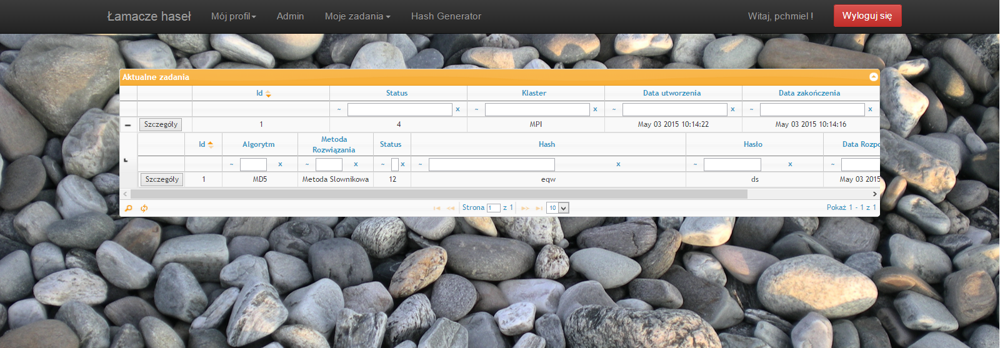 Łamacze haseł Mój profil Admin Moje zadania Hash Generator Witaj, pchmiel ! Wyloguj się
Aktualne zadania
Id Status Klaster Data utworzenia Data zakończenia
~ x ~ x ~ x ~ x
Szczegóły 1 4 MPI May 03 2015 10:14:22 May 03 2015 10:14:16
Id Algorytm Metoda Rozwiązania Status Hash Hasło Data Rozpo
~ x ~ x ~ x ~ x ~ x ~
Szczegóły 1 MD5 Metoda Slownikowa 12 eqw ds May 03 2015
Strona 1 z 1 10 Pokaż 1 - 1 z 1